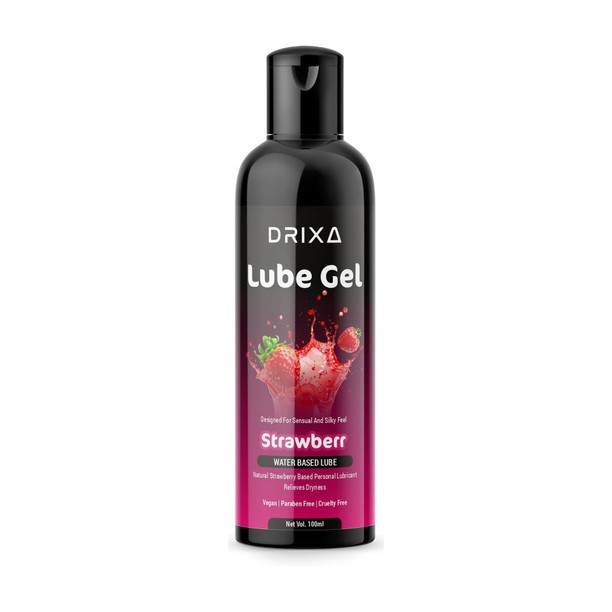 DRIXA
Lube Gel
Designed For Sensual And Silky Feel
Strawberr
WATER BASED LUBE
Natural Strawberry Based Personal Lubricant
Relieves Dryness
Vegan | Paraben Free | Cruelty Free
Net Vol. 100ml